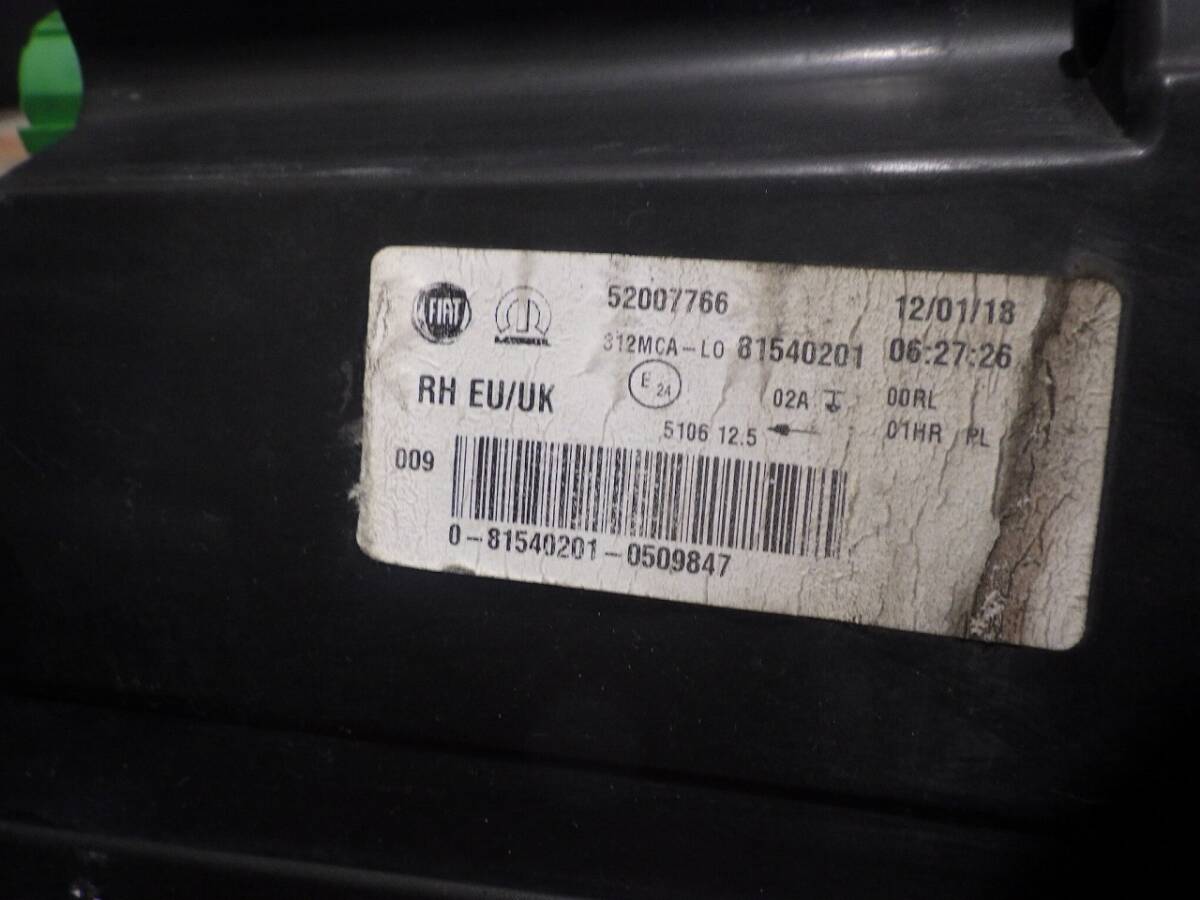 FIAT 52007766 12/01/18
312MCA-LO 81540201 06:27:26
RH EU/UK E 24 02A 00RL
5106 12.5 01HR PL
009
0-81540201-0509847